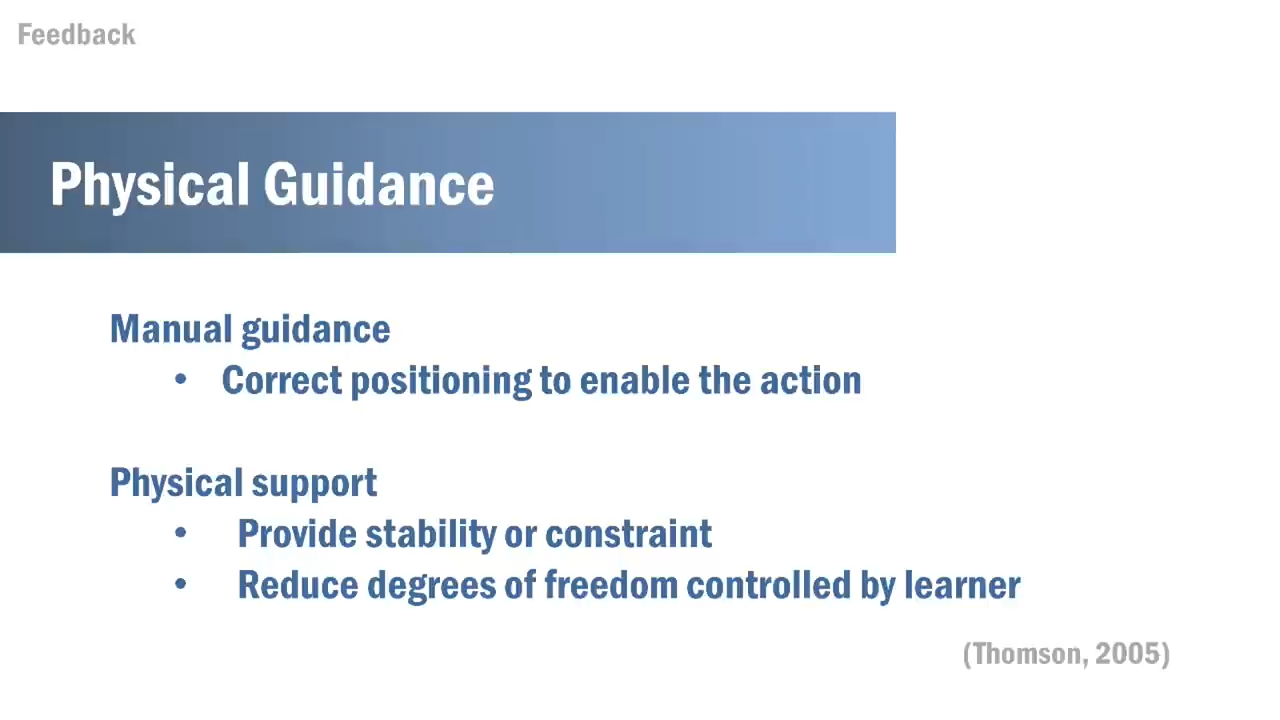 Feedback
Physical Guidance
Manual guidance
• Correct positioning to enable the action
Physical support
• Provide stability or constraint
• Reduce degrees of freedom controlled by learner
(Thomson, 2005)